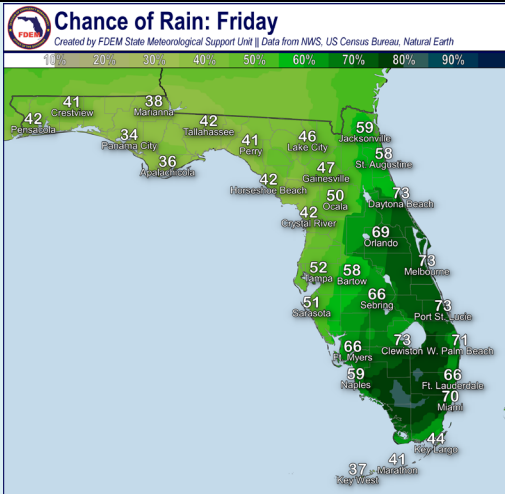 FDEM
Chance of Rain: Friday
Created by FDEM State Meteorological Support Unit || Data from NWS, US Census Bureau, Natural Earth
10% 20% 30% 40% 50% 60% 70% 80% 90%
41
Crestview
38
Marianna
42
Pensacola
42
Tallahassee
34
Panama City
36
Apalachicola
41
Perry
46
Lake City
59
Jacksonville
58
St. Augustine
47
Gainesville
42
Horseshoe Beach
50
Ocala
73
Daytona Beach
42
Crystal River
69
Orlando
73
Melbourne
52
Tampa
58
Bartow
66
Sebring
51
Sarasota
73
Port St. Lucie
66
Ft. Myers
73
Clewiston
71
W. Palm Beach
59
Naples
66
Ft. Lauderdale
70
Miami
44
Key Largo
41
Marathon
37
Key West